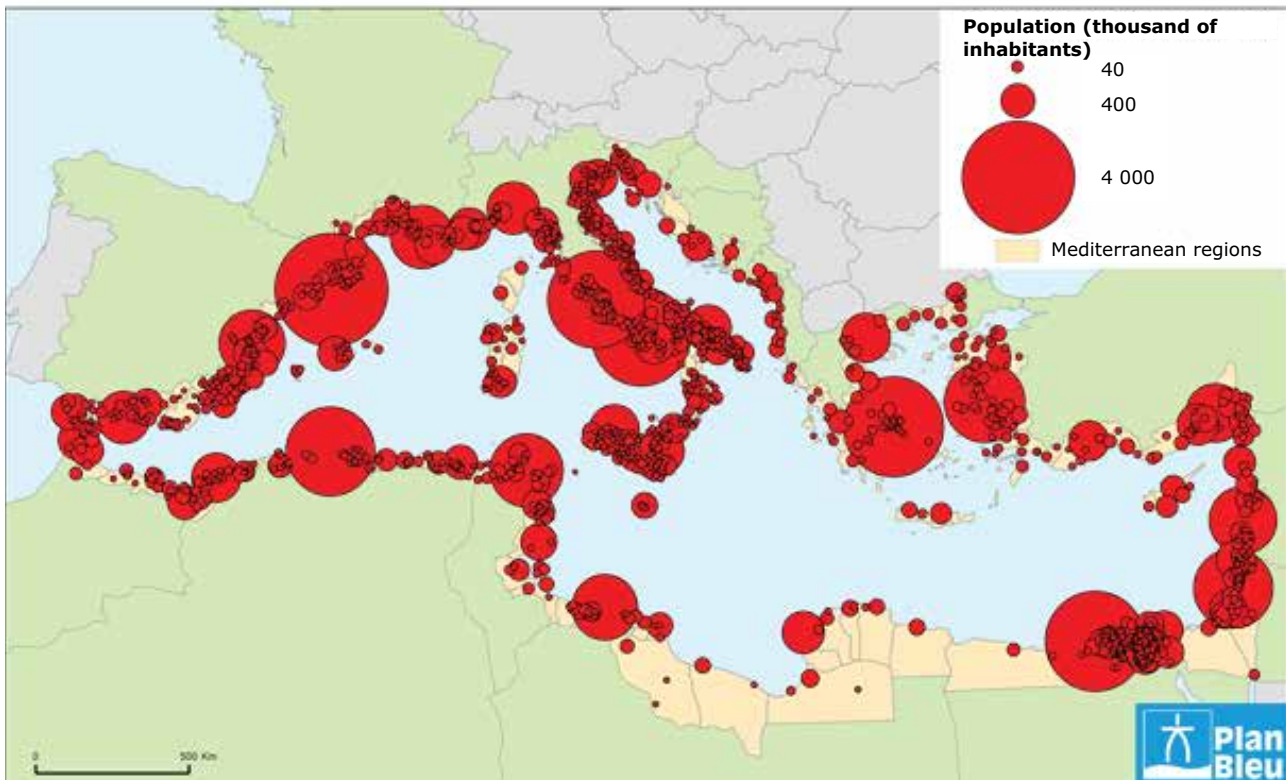 Population (thousand of
inhabitants)
40
400
4 000
Mediterranean regions
0 500 Km
Plan
Bleu